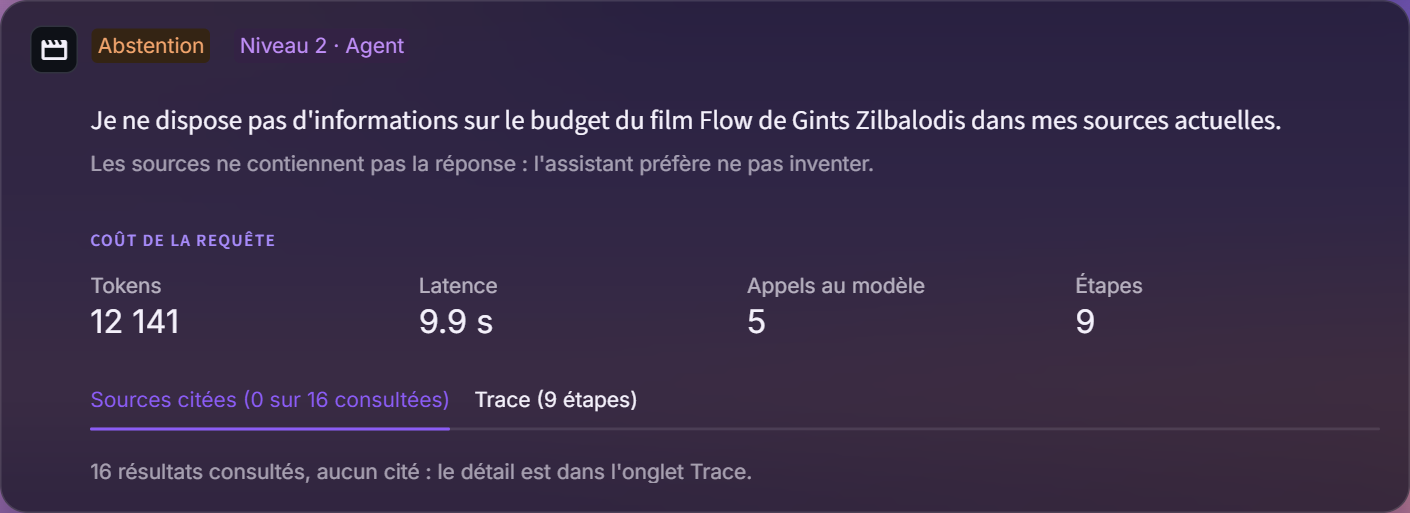 Abstention
Niveau 2 · Agent
Je ne dispose pas d'informations sur le budget du film Flow de Gints Zilbalodis dans mes sources actuelles.
Les sources ne contiennent pas la réponse : l'assistant préfère ne pas inventer.
COÛT DE LA REQUÊTE
Tokens
12 141
Latence
9.9 s
Appels au modèle
5
Étapes
9
Sources citées (0 sur 16 consultées)
Trace (9 étapes)
16 résultats consultés, aucun cité : le détail est dans l'onglet Trace.